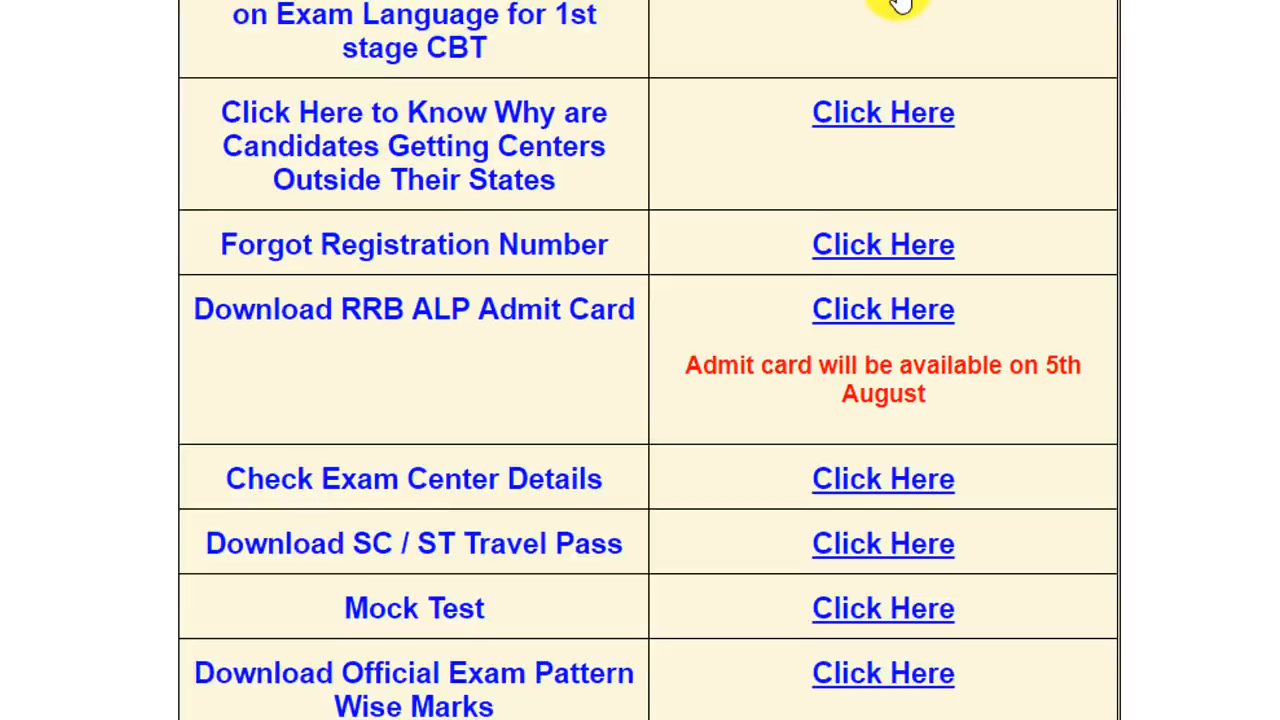 on Exam Language for 1st
stage CBT
Click Here to Know Why are
Candidates Getting Centers
Outside Their States
Click Here
Forgot Registration Number
Click Here
Download RRB ALP Admit Card
Click Here
Admit card will be available on 5th
August
Check Exam Center Details
Click Here
Download SC / ST Travel Pass
Click Here
Mock Test
Click Here
Download Official Exam Pattern
Wise Marks
Click Here